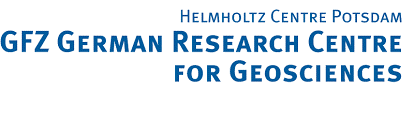 Helmholtz Centre Potsdam
GFZ German Research Centre
for Geosciences